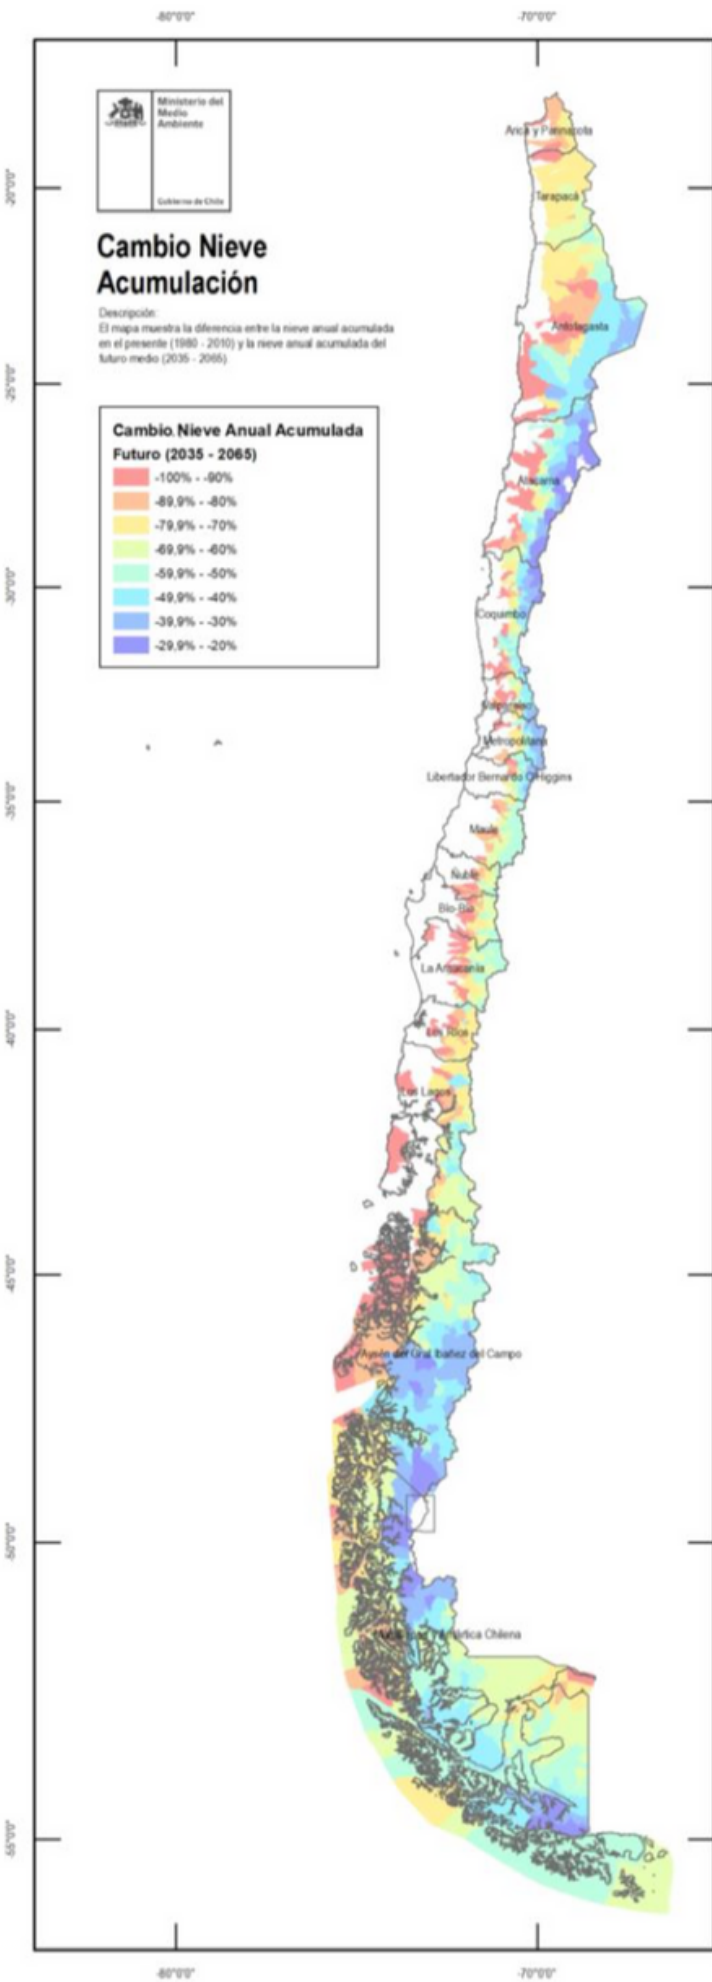 -80°0'0"
-70°0'0"
Ministerio del
Medio
Ambiente
Gobierno de Chile
Cambio Nieve
Acumulación
Descripción:
El mapa muestra la diferencia entre la nieve anual acumulada
en el presente (1980 - 2010) y la nieve anual acumulada del
futuro medio (2035 - 2065)
Cambio Nieve Anual Acumulada
Futuro (2035 - 2065)
-100% - -90%
-89,9% - -80%
-79,9% - -70%
-69,9% - -60%
-59,9% - -50%
-49,9% - -40%
-39,9% - -30%
-29,9% - -20%
Arica y Parinacota
-20°0'0"
Tarapacá
Antofagasta
-25°0'0"
Atacama
-30°0'0"
Coquimbo
Valparaíso
Metropolitana
Libertador Bernardo O'Higgins
-35°0'0"
Maule
Ñuble
Bío-Bío
La Araucanía
-40°0'0"
Los Ríos
Los Lagos
-45°0'0"
Aysén del Gral. Ibañez del Campo
-50°0'0"
Magallanes y Antártica Chilena
-55°0'0"
-80°0'0"
-70°0'0"